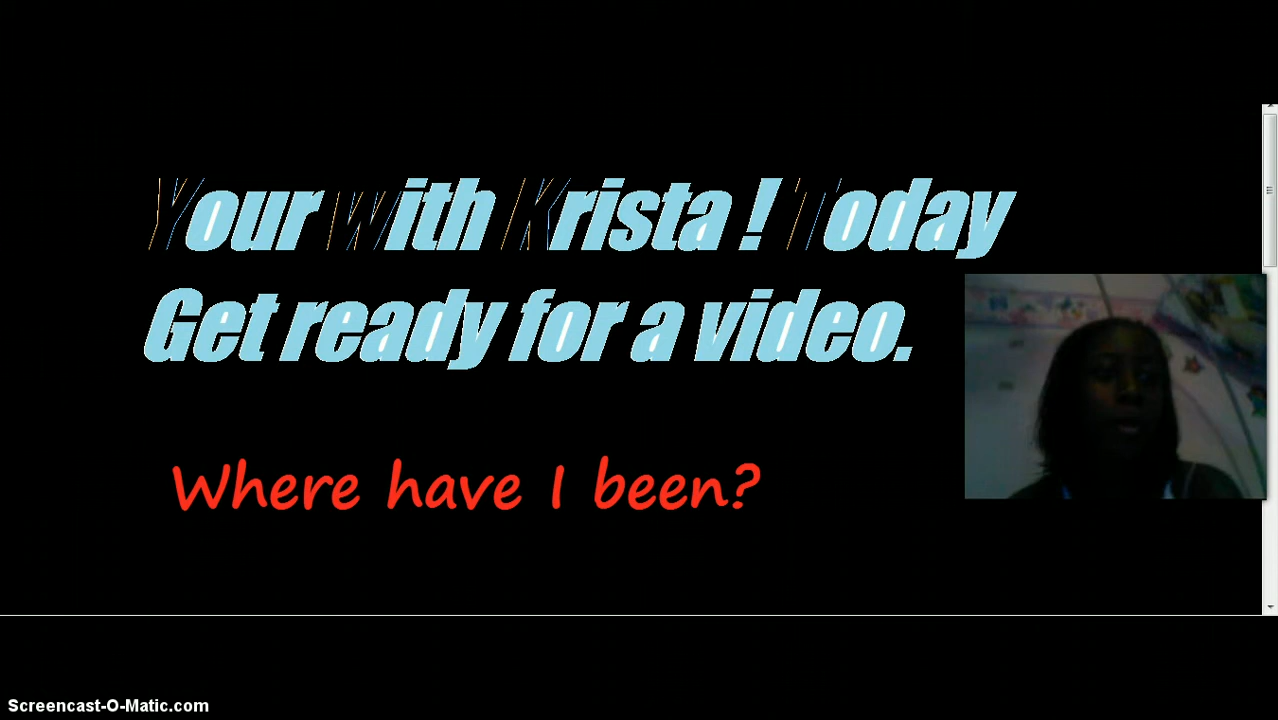 Your With Krista ! Today
Get ready for a video.
Where have I been?
Screencast-O-Matic.com